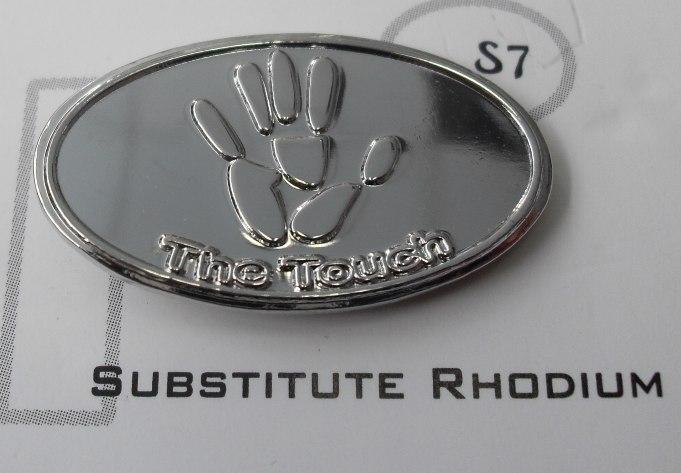 S7
The Touch
SUBSTITUTE RHODIUM